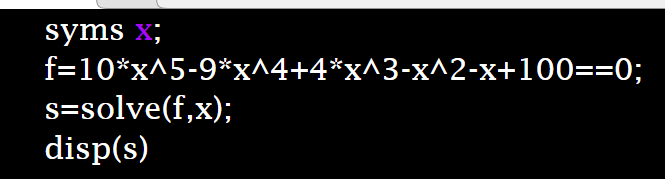 syms x;
f=10*x^5-9*x^4+4*x^3-x^2-x+100==0;
s=solve(f,x);
disp(s)